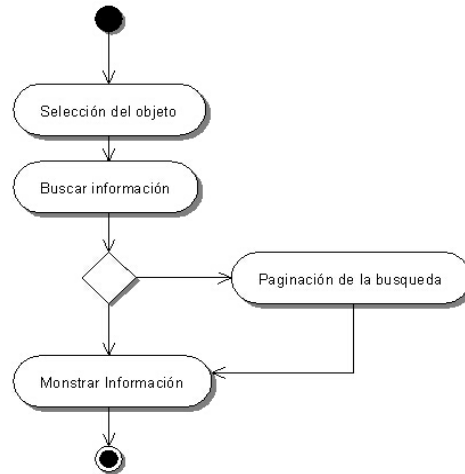 Selección del objeto
Buscar información
Paginación de la busqueda
Monstrar Información